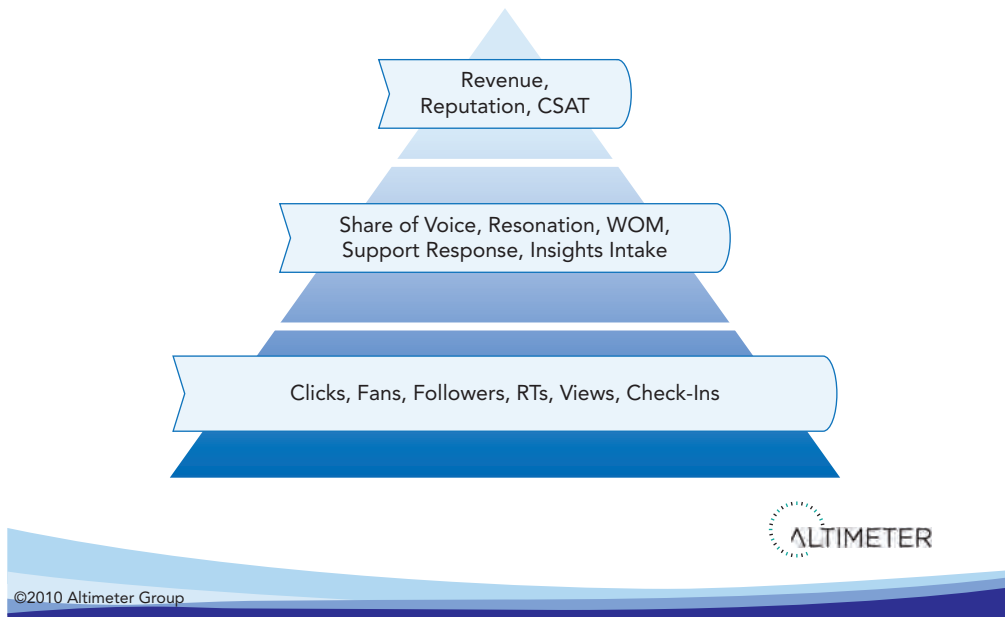 Revenue,
Reputation, CSAT
Share of Voice, Resonation, WOM,
Support Response, Insights Intake
Clicks, Fans, Followers, RTs, Views, Check-Ins
ALTIMETER
©2010 Altimeter Group